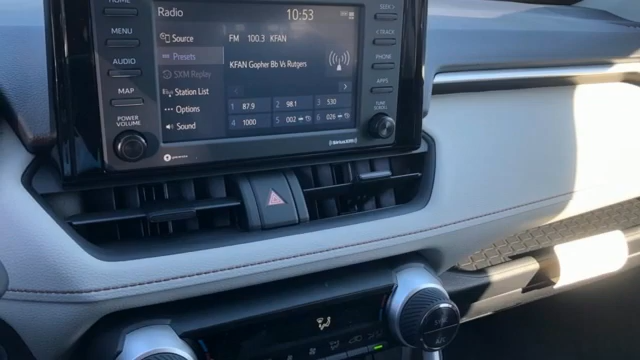 HOME
MENU
AUDIO
MAP
POWER
VOLUME
Radio
10:53
Source
Presets
SXM Replay
Station List
Options
Sound
FM 100.3 KFAN
KFAN Gopher Bb Vs Rutgers
1 87.9 2 98.1 3 530
4 1000 5 002 6 026
SEEK
TRACK
PHONE
APPS
TUNE
SCROLL
SIRIUSXM